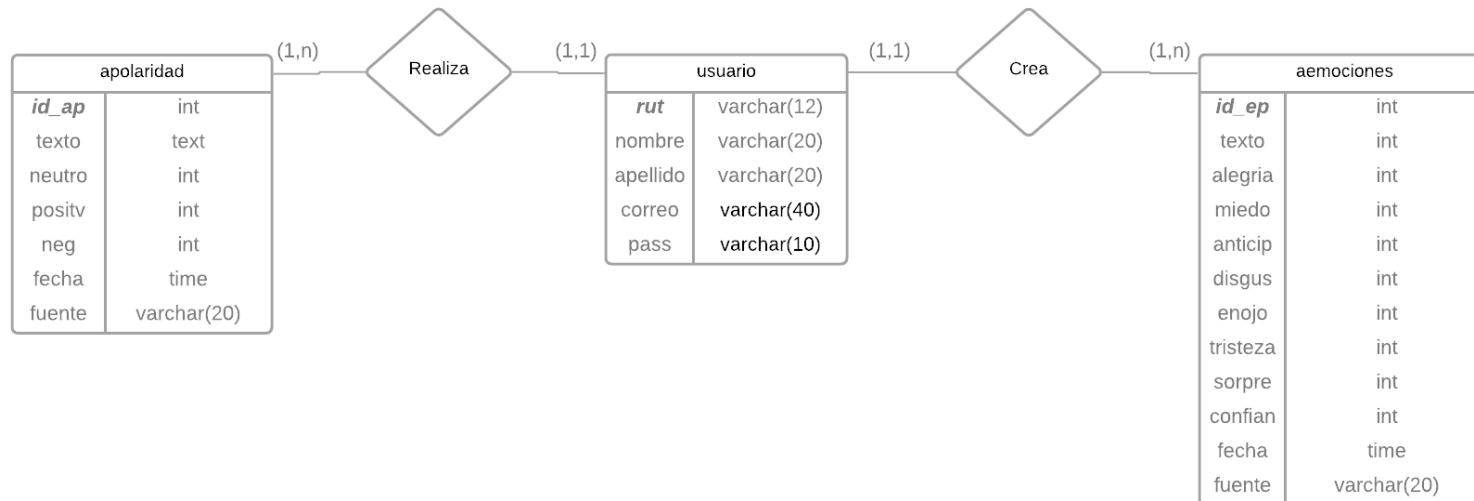 (1,n)
Realiza
(1,1)
(1,1)
Crea
(1,n)
apolaridad
id_ap int
texto text
neutro int
positv int
neg int
fecha time
fuente varchar(20)
usuario
rut varchar(12)
nombre varchar(20)
apellido varchar(20)
correo varchar(40)
pass varchar(10)
aemociones
id_ep int
texto int
alegria int
miedo int
anticip int
disgus int
enojo int
tristeza int
sorpre int
confian int
fecha time
fuente varchar(20)